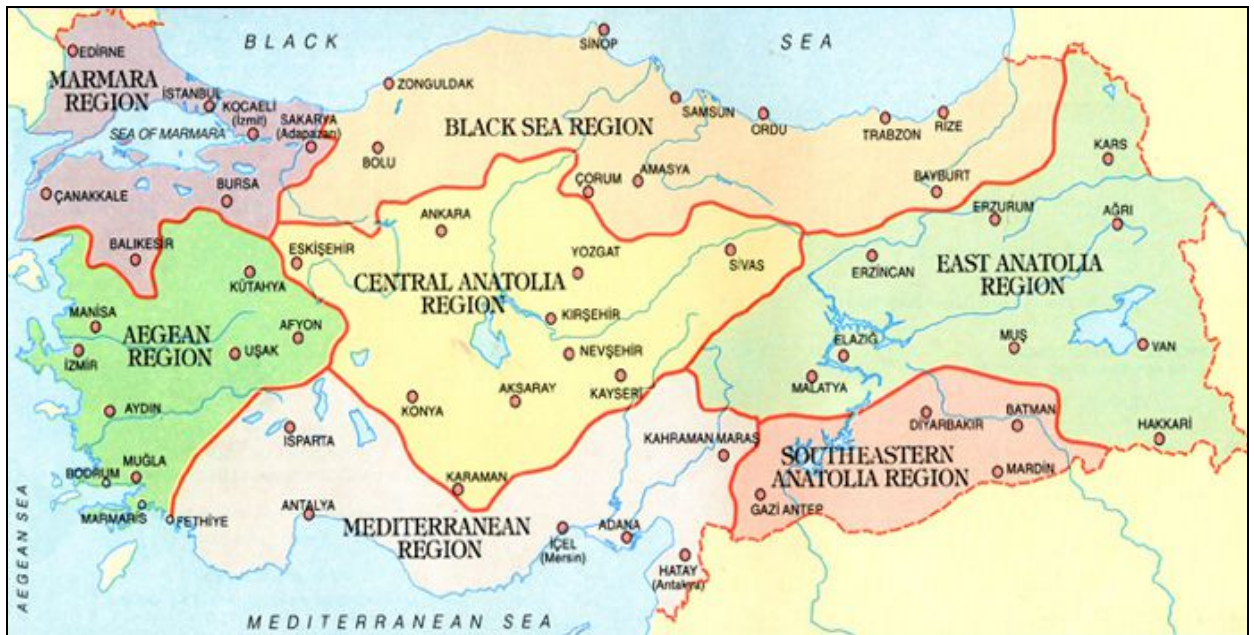 BLACK SEA
SİNOP
EDİRNE
MARMARA
REGION
ZONGULDAK
İSTANBUL
KOCAELİ
(İzmit)
SEA OF MARMARA
SAKARYA
(Adapazarı)
BLACK SEA REGION
SAMSUN
ORDU
TRABZON
RİZE
BOLU
KARS
ÇANAKKALE
BURSA
ÇORUM
AMASYA
BAYBURT
ANKARA
ERZURUM
AĞRI
BALIKESİR
ESKİŞEHİR
YOZGAT
SİVAS
ERZİNCAN
EAST ANATOLIA
REGION
KÜTAHYA
CENTRAL ANATOLIA
REGION
MANİSA
AEGEAN
REGION
AFYON
KIRŞEHİR
İZMİR
UŞAK
NEVŞEHİR
ELAZIĞ
MUŞ
VAN
KAYSERİ
MALATYA
AYDIN
KONYA
AKSARAY
ISPARTA
KAHRAMAN MARAŞ
DİYARBAKIR
BATMAN
HAKKARİ
SOUTHEASTERN
ANATOLIA REGION
MARDİN
MUĞLA
BODRUM
KARAMAN
GAZİ ANTEP
MARMARİS
FETHİYE
ANTALYA
MEDITERRANEAN
REGION
İÇEL
(Mersin)
ADANA
HATAY
(Antakya)
AEGEAN SEA
MEDITERRANEAN SEA